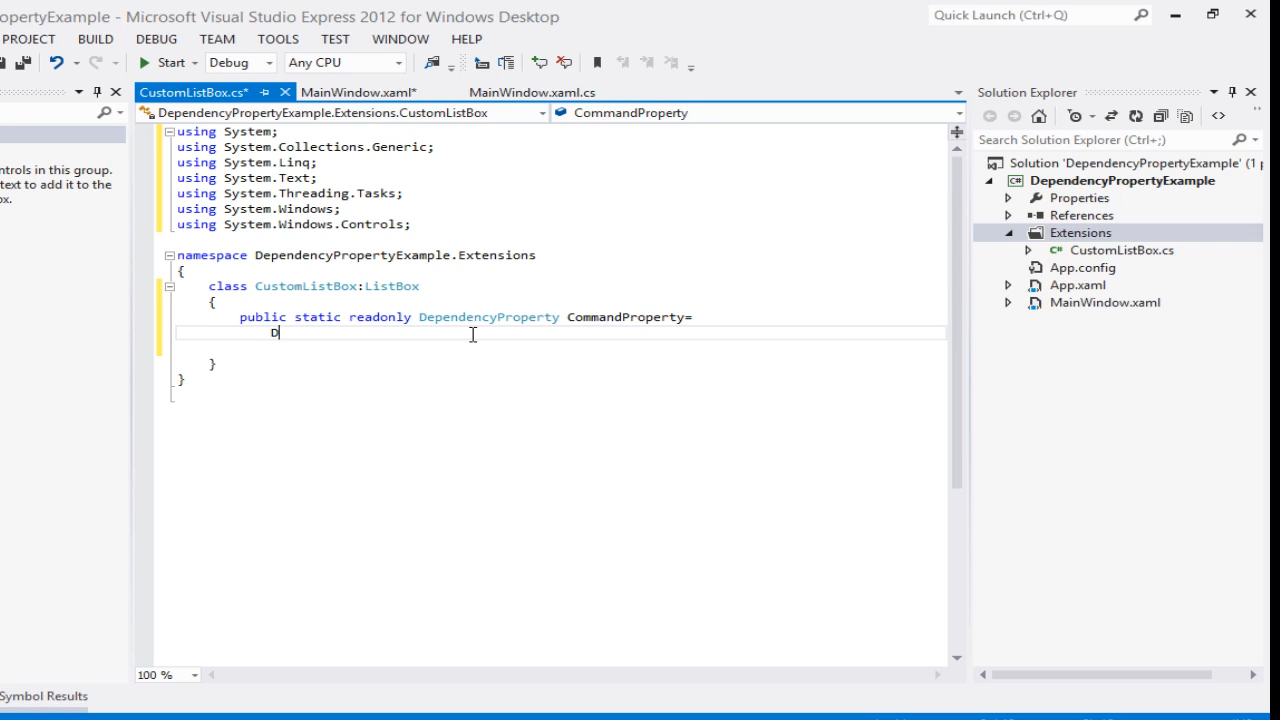 opertyExample - Microsoft Visual Studio Express 2012 for Windows Desktop
Quick Launch (Ctrl+Q)
PROJECT BUILD DEBUG TEAM TOOLS TEST WINDOW HELP
Start Debug Any CPU
CustomListBox.cs* MainWindow.xaml* MainWindow.xaml.cs
Solution Explorer
DependencyPropertyExample.Extensions.CustomListBox CommandProperty
Search Solution Explorer (Ctrl+;)
ntrols in this group.
text to add it to the
ox.
using System;
using System.Collections.Generic;
using System.Linq;
using System.Text;
using System.Threading.Tasks;
using System.Windows;
using System.Windows.Controls;
namespace DependencyPropertyExample.Extensions
{
class CustomListBox:ListBox
{
public static readonly DependencyProperty CommandProperty=
D
}
}
Solution 'DependencyPropertyExample' (1 p
DependencyPropertyExample
Properties
References
Extensions
CustomListBox.cs
App.config
App.xaml
MainWindow.xaml
100 %
Symbol Results